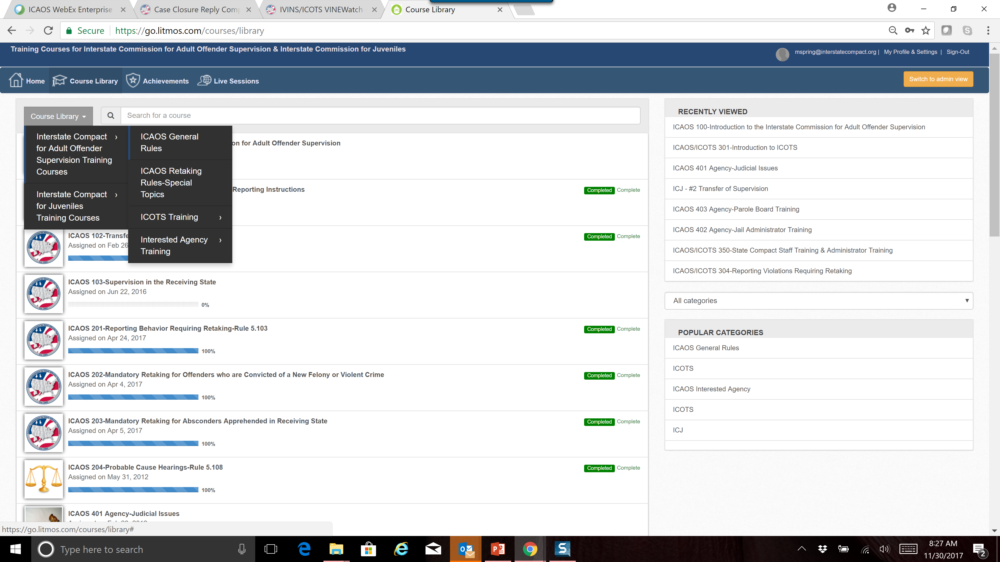 ICAOS WebEx Enterprise
Case Closure Reply Comp
IVINS/ICOTS VINEWatch
Course Library
Secure
https://go.litmos.com/courses/library
Training Courses for Interstate Commission for Adult Offender Supervision & Interstate Commission for Juveniles
mspring@interstatecompact.org | My Profile & Settings | Sign-Out
Home
Course Library
Achievements
Live Sessions
Switch to admin view
Course Library
Search for a course
Interstate Compact
for Adult Offender
Supervision Training
Courses
Interstate Compact
for Juveniles
Training Courses
ICAOS General
Rules
ICAOS Retaking
Rules-Special
Topics
ICOTS Training
Interested Agency
Training
on for Adult Offender Supervision
Reporting Instructions
Completed Complete
ICAOS 102-Transfe
Assigned on Feb 26
Completed Complete
ICAOS 103-Supervision in the Receiving State
Assigned on Jun 22, 2016
0%
ICAOS 201-Reporting Behavior Requiring Retaking-Rule 5.103
Assigned on Apr 24, 2017
100%
Completed Complete
ICAOS 202-Mandatory Retaking for Offenders who are Convicted of a New Felony or Violent Crime
Assigned on Apr 4, 2017
100%
Completed Complete
ICAOS 203-Mandatory Retaking for Absconders Apprehended in Receiving State
Assigned on Apr 5, 2017
100%
Completed Complete
ICAOS 204-Probable Cause Hearings-Rule 5.108
Assigned on May 31, 2012
100%
Completed Complete
ICAOS 401 Agency-Judicial Issues
RECENTLY VIEWED
ICAOS 100-Introduction to the Interstate Commission for Adult Offender Supervision
ICAOS/ICOTS 301-Introduction to ICOTS
ICAOS 401 Agency-Judicial Issues
ICJ - #2 Transfer of Supervision
ICAOS 403 Agency-Parole Board Training
ICAOS 402 Agency-Jail Administrator Training
ICAOS/ICOTS 350-State Compact Staff Training & Administrator Training
ICAOS/ICOTS 304-Reporting Violations Requiring Retaking
All categories
POPULAR CATEGORIES
ICAOS General Rules
ICOTS
ICAOS Interested Agency
ICOTS
ICJ
https://go.litmos.com/courses/library#
Type here to search
8:27 AM
11/30/2017
2